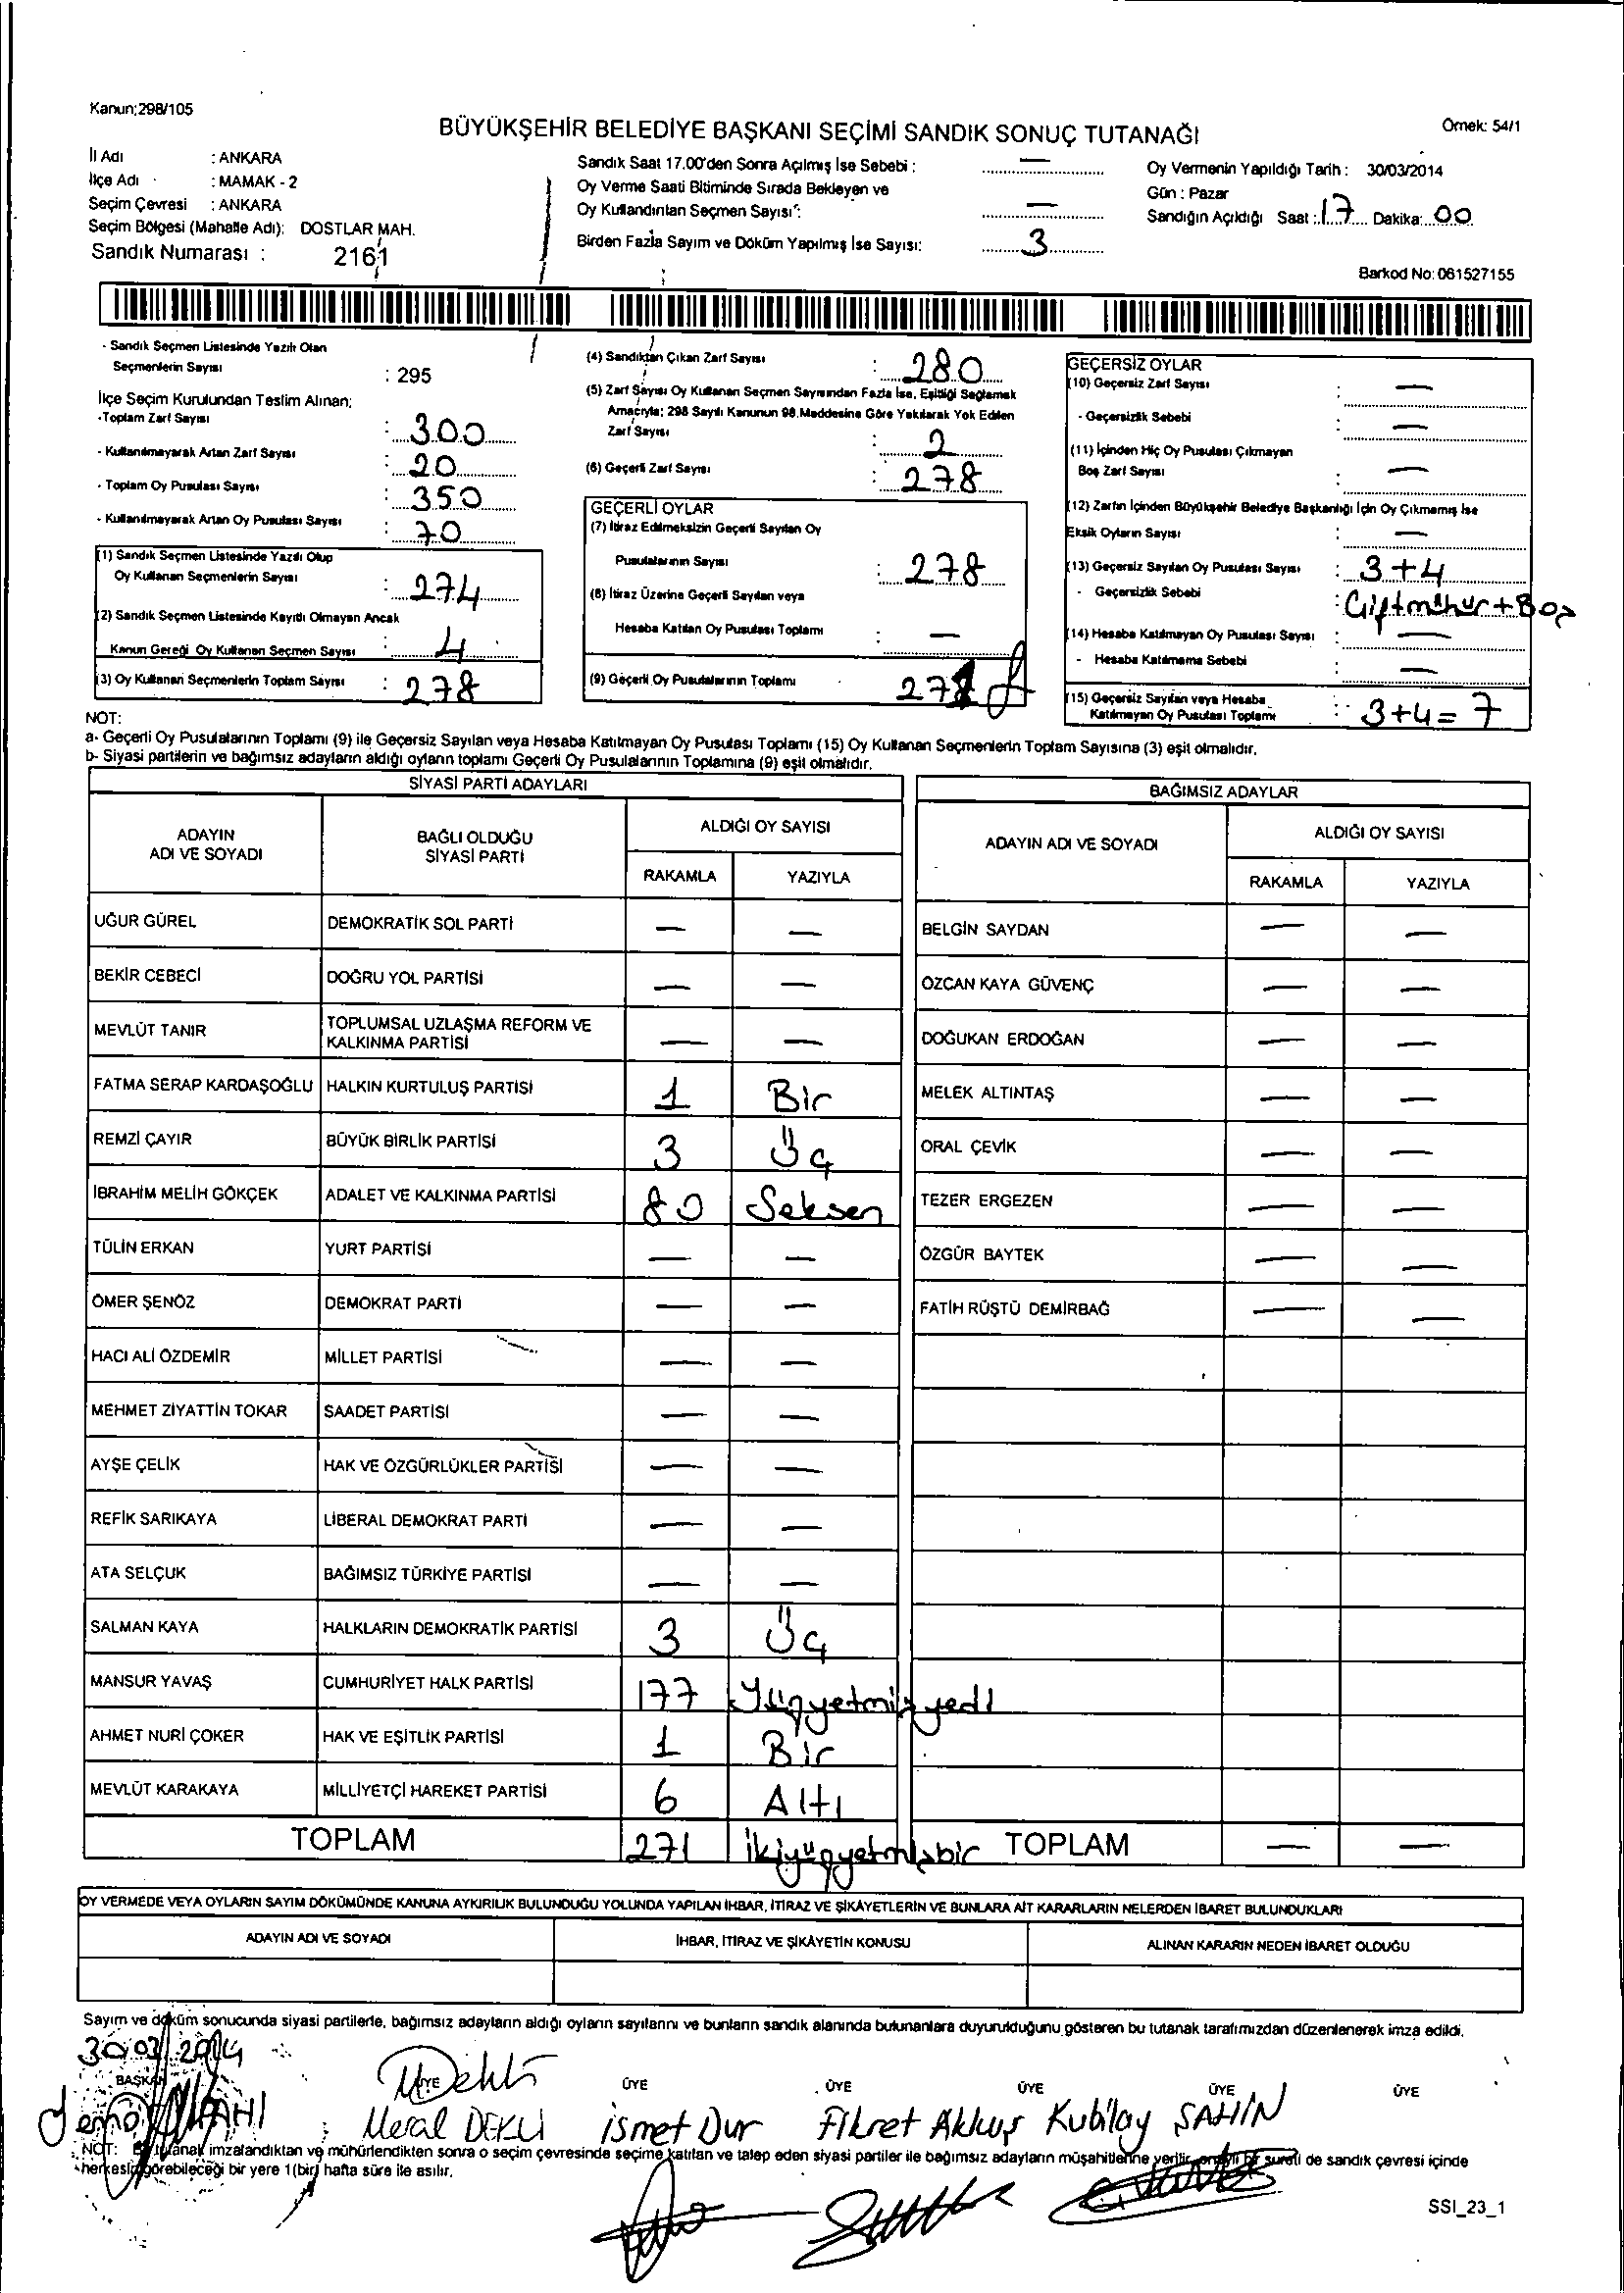 Kanun:298/105
BÜYÜKŞEHİR BELEDİYE BAŞKANI SEÇİMİ SANDIK SONUÇ TUTANAĞI
Örnek: 54/1
İl Adı : ANKARA
İlçe Adı : MAMAK - 2
Seçim Çevresi : ANKARA
Seçim Bölgesi (Mahalle Adı): DOSTLAR MAH.
Sandık Numarası : 2161
Sandık Saat 17.00'den Sonra Açılmış İse Sebebi : —
Oy Verme Saati Bitiminde Sırada Bekleyen ve
Oy Kullandırılan Seçmen Sayısı : —
Birden Fazla Sayım ve Döküm Yapılmış İse Sayısı: 3
Oy Vermenin Yapıldığı Tarih : 30/03/2014
Gün : Pazar
Sandığın Açıldığı Saat : 17 Dakika: 00
Barkod No: 061527155
- Sandık Seçmen Listesinde Yazılı Olan
Seçmenlerin Sayısı : 295
İlçe Seçim Kurulundan Teslim Alınan;
-Toplam Zarf Sayısı : 300
- Kullanılmayarak Artan Zarf Sayısı : 20
- Toplam Oy Pusulası Sayısı : 350
- Kullanılmayarak Artan Oy Pusulası Sayısı : 70
(1) Sandık Seçmen Listesinde Yazılı Olup
Oy Kullanan Seçmenlerin Sayısı : 274
(2) Sandık Seçmen Listesinde Kayıtlı Olmayan Ancak
Kanun Gereği Oy Kullanan Seçmen Sayısı : 4
(3) Oy Kullanan Seçmenlerin Toplam Sayısı : 278
(4) Sandıktan Çıkan Zarf Sayısı : 280
(5) Zarf Sayısı Oy Kullanan Seçmen Sayısından Fazla İse, Eşitliği Sağlamak
Amacıyla; 298 Sayılı Kanunun 98.Maddesine Göre Yakılarak Yok Edilen
Zarf Sayısı : 2
(6) Geçerli Zarf Sayısı : 278
GEÇERLİ OYLAR
(7) İtiraz Edilmeksizin Geçerli Sayılan Oy
Pusulalarının Sayısı : 278
(8) İtiraz Üzerine Geçerli Sayılan veya
Hesaba Katılan Oy Pusulası Toplamı : —
(9) Geçerli Oy Pusulalarının Toplamı 271
GEÇERSİZ OYLAR
(10) Geçersiz Zarf Sayısı : —
- Geçersizlik Sebebi : —
(11) İçinden Hiç Oy Pusulası Çıkmayan
Boş Zarf Sayısı : —
(12) Zarfın İçinden Büyükşehir Belediye Başkanlığı İçin Oy Çıkmamış İse
Eksik Oyların Sayısı : —
(13) Geçersiz Sayılan Oy Pusulası Sayısı : 3+4
- Geçersizlik Sebebi : Çiftmühür+Boş
(14) Hesaba Katılmayan Oy Pusulası Sayısı : —
- Hesaba Katılmama Sebebi : —
(15) Geçersiz Sayılan veya Hesaba
Katılmayan Oy Pusulası Toplamı : 3+4=7
NOT:
a- Geçerli Oy Pusulalarının Toplamı (9) ile Geçersiz Sayılan veya Hesaba Katılmayan Oy Pusulası Toplamı (15) Oy Kullanan Seçmenlerin Toplam Sayısına (3) eşit olmalıdır.
b- Siyasi partilerin ve bağımsız adayların aldığı oyların toplamı Geçerli Oy Pusulalarının Toplamına (9) eşit olmalıdır.
SİYASİ PARTİ ADAYLARI
ADAYIN ADI VE SOYADI BAĞLI OLDUĞU SİYASİ PARTİ ALDIĞI OY SAYISI
RAKAMLA YAZIYLA
UĞUR GÜREL DEMOKRATİK SOL PARTİ — —
BEKİR CEBECİ DOĞRU YOL PARTİSİ — —
MEVLÜT TANIR TOPLUMSAL UZLAŞMA REFORM VE KALKINMA PARTİSİ — —
FATMA SERAP KARDAŞOĞLU HALKIN KURTULUŞ PARTİSİ 1 Bir
REMZİ ÇAYIR BÜYÜK BİRLİK PARTİSİ 3 Üç
İBRAHİM MELİH GÖKÇEK ADALET VE KALKINMA PARTİSİ 80 Seksen
TÜLİN ERKAN YURT PARTİSİ — —
ÖMER ŞENÖZ DEMOKRAT PARTİ — —
HACI ALİ ÖZDEMİR MİLLET PARTİSİ — —
MEHMET ZİYATTİN TOKAR SAADET PARTİSİ — —
AYŞE ÇELİK HAK VE ÖZGÜRLÜKLER PARTİSİ — —
REFİK SARIKAYA LİBERAL DEMOKRAT PARTİ — —
ATA SELÇUK BAĞIMSIZ TÜRKİYE PARTİSİ — —
SALMAN KAYA HALKLARIN DEMOKRATİK PARTİSİ 3 Üç
MANSUR YAVAŞ CUMHURİYET HALK PARTİSİ 177 Yüzyetmişyedi
AHMET NURİ ÇOKER HAK VE EŞİTLİK PARTİSİ 1 Bir
MEVLÜT KARAKAYA MİLLİYETÇİ HAREKET PARTİSİ 6 Altı
TOPLAM 271 ikiyüzyetmişbir
BAĞIMSIZ ADAYLAR
ADAYIN ADI VE SOYADI ALDIĞI OY SAYISI
RAKAMLA YAZIYLA
BELGİN SAYDAN — —
ÖZCAN KAYA GÜVENÇ — —
DOĞUKAN ERDOĞAN — —
MELEK ALTINTAŞ — —
ORAL ÇEVİK — —
TEZER ERGEZEN — —
ÖZGÜR BAYTEK — —
FATİH RÜŞTÜ DEMİRBAĞ — —
TOPLAM — —
OY VERMEDE VEYA OYLARIN SAYIM DÖKÜMÜNDE KANUNA AYKIRILIK BULUNDUĞU YOLUNDA YAPILAN İHBAR, İTİRAZ VE ŞİKÂYETLERİN VE BUNLARA AİT KARARLARIN NELERDEN İBARET BULUNDUKLARI
ADAYIN ADI VE SOYADI İHBAR, İTİRAZ VE ŞİKÂYETİN KONUSU ALINAN KARARIN NEDEN İBARET OLDUĞU
Sayım ve döküm sonucunda siyasi partilerle, bağımsız adayların aldığı oyların sayılarını ve bunların sandık alanında bulunanlara duyurulduğunu gösteren bu tutanak tarafımızdan düzenlenerek imza edildi.
30 03 2014
BAŞKAN ÜYE ÜYE ÜYE ÜYE ÜYE ÜYE
Meral DEKLİ ismet Dur Fikret Akkuş Kubilay ŞAHİN
NOT: Bu tutanak imzalandıktan ve mühürlendikten sonra o seçim çevresinde seçime katılan ve talep eden siyasi partiler ile bağımsız adayların müşahitlerine verilir, onaylı bir sureti de sandık çevresi içinde
herkesin görebileceği bir yere 1(bir) hafta süre ile asılır.
SSI_23_1